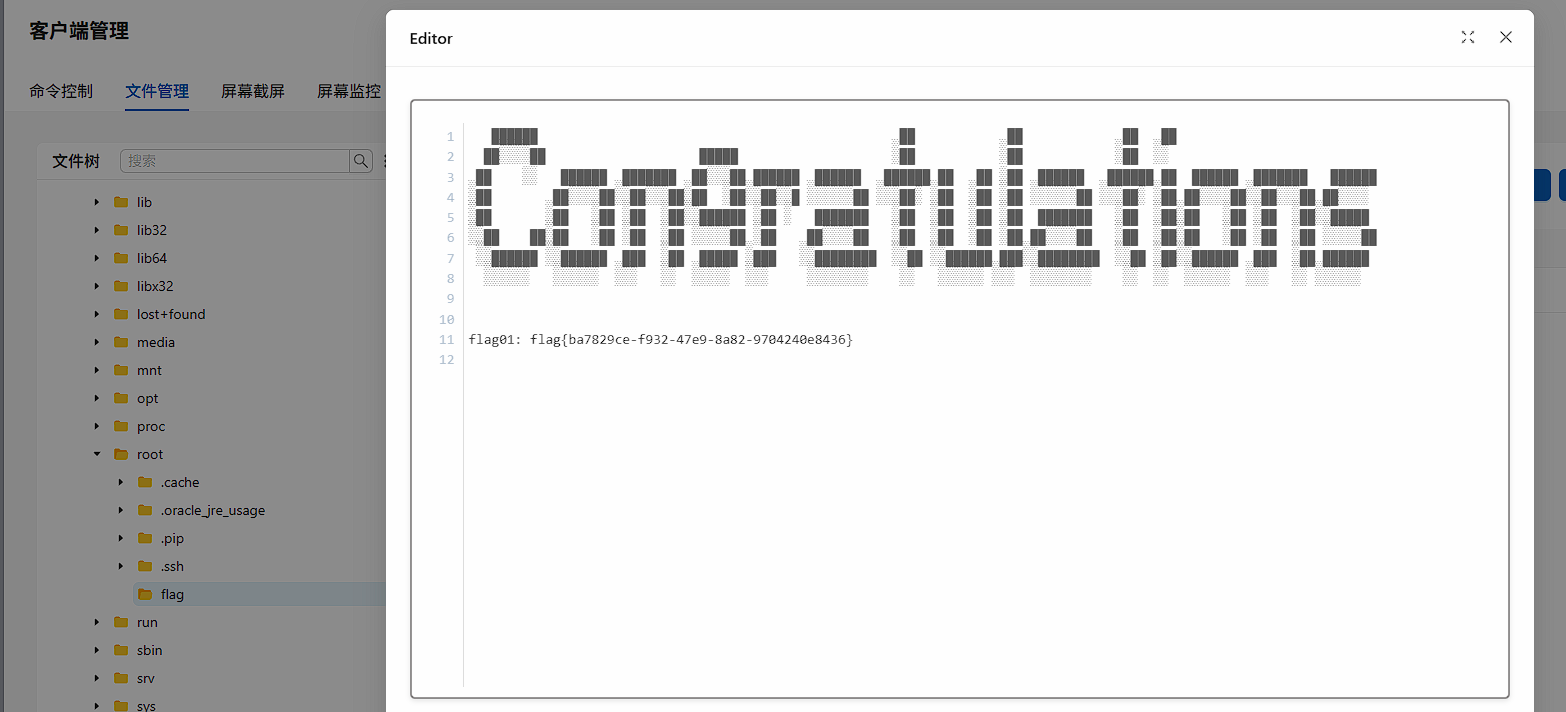 客户端管理
命令控制 文件管理 屏幕截屏 屏幕监控
文件树 搜索
lib
lib32
lib64
libx32
lost+found
media
mnt
opt
proc
root
.cache
.oracle_jre_usage
.pip
.ssh
flag
run
sbin
srv
sys
Editor
1
2
3
4
5
6
7
8
9
10
11
12
Congratulations
flag01: flag{ba7829ce-f932-47e9-8a82-9704240e8436}